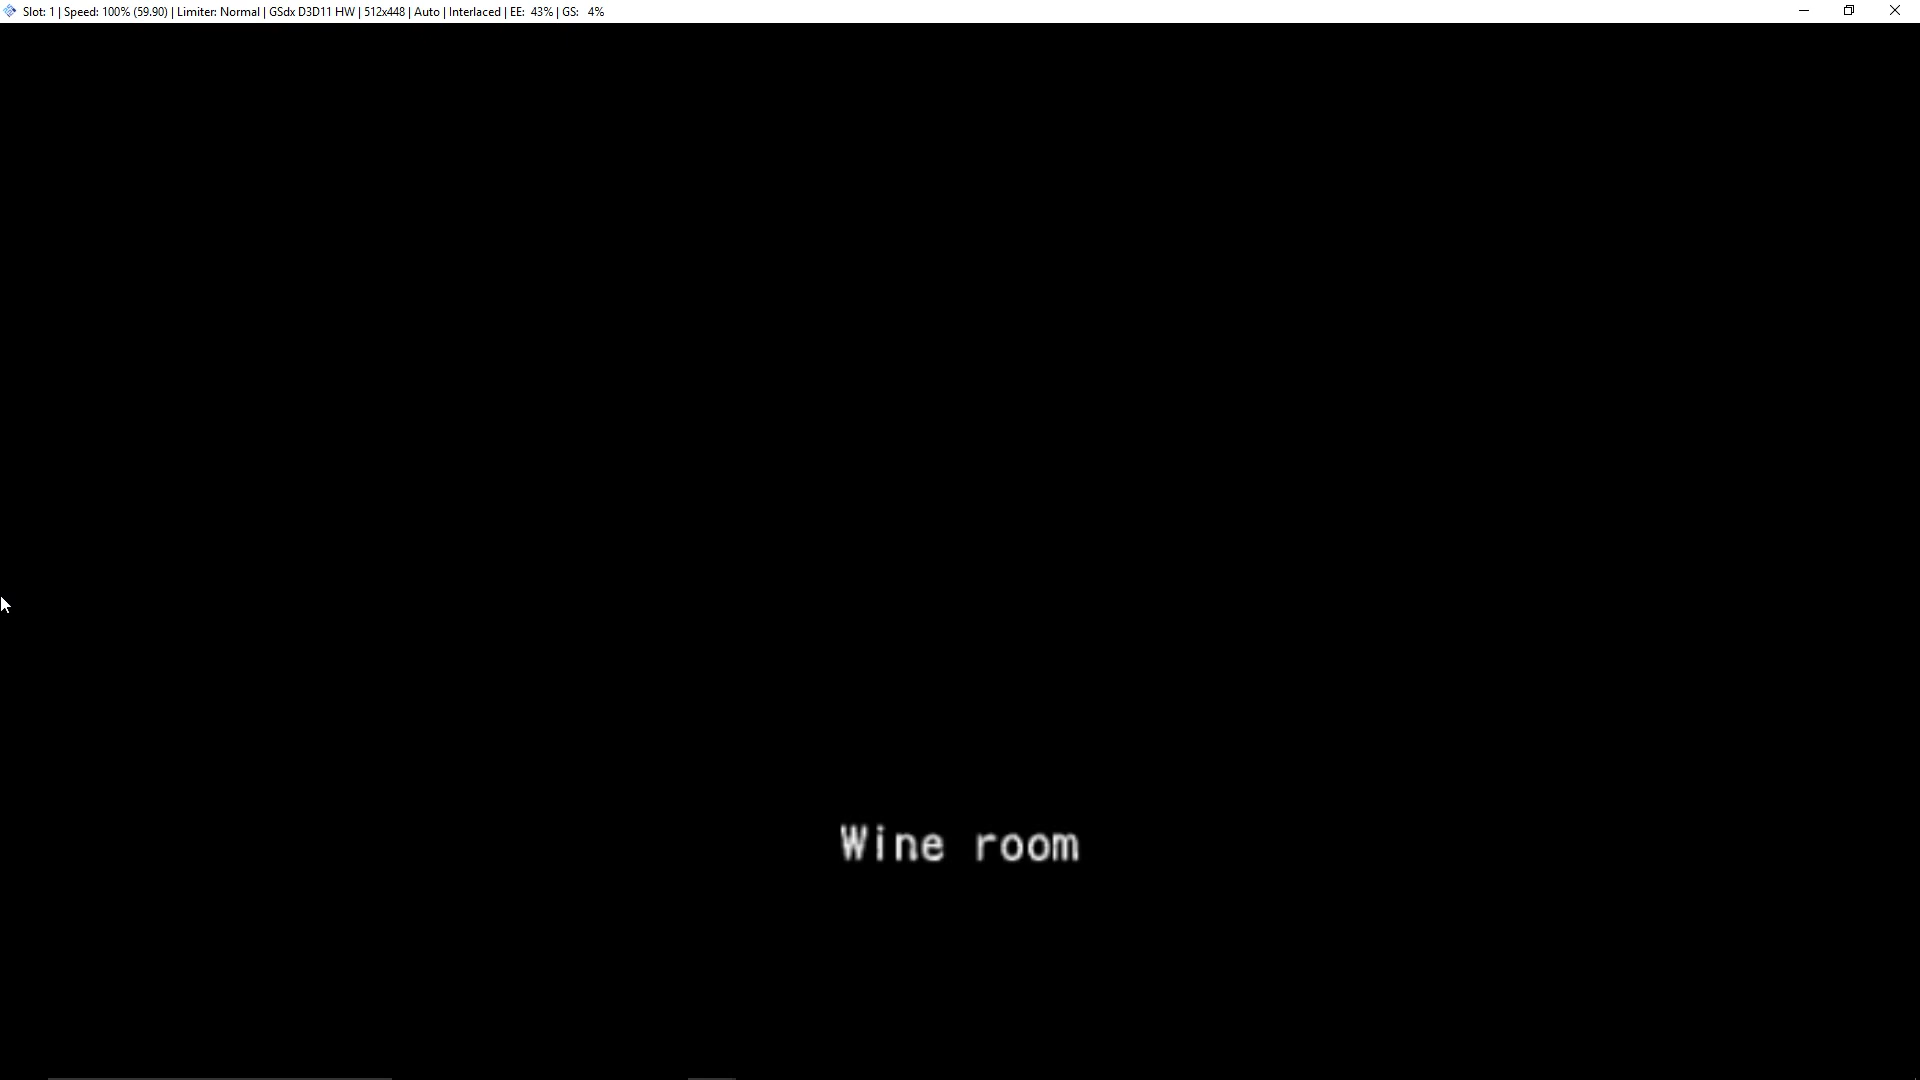 Slot: 1 | Speed: 100% (59.90) | Limiter: Normal | GSdx D3D11 HW | 512x448 | Auto | Interlaced | EE: 43% | GS: 4%
Wine room